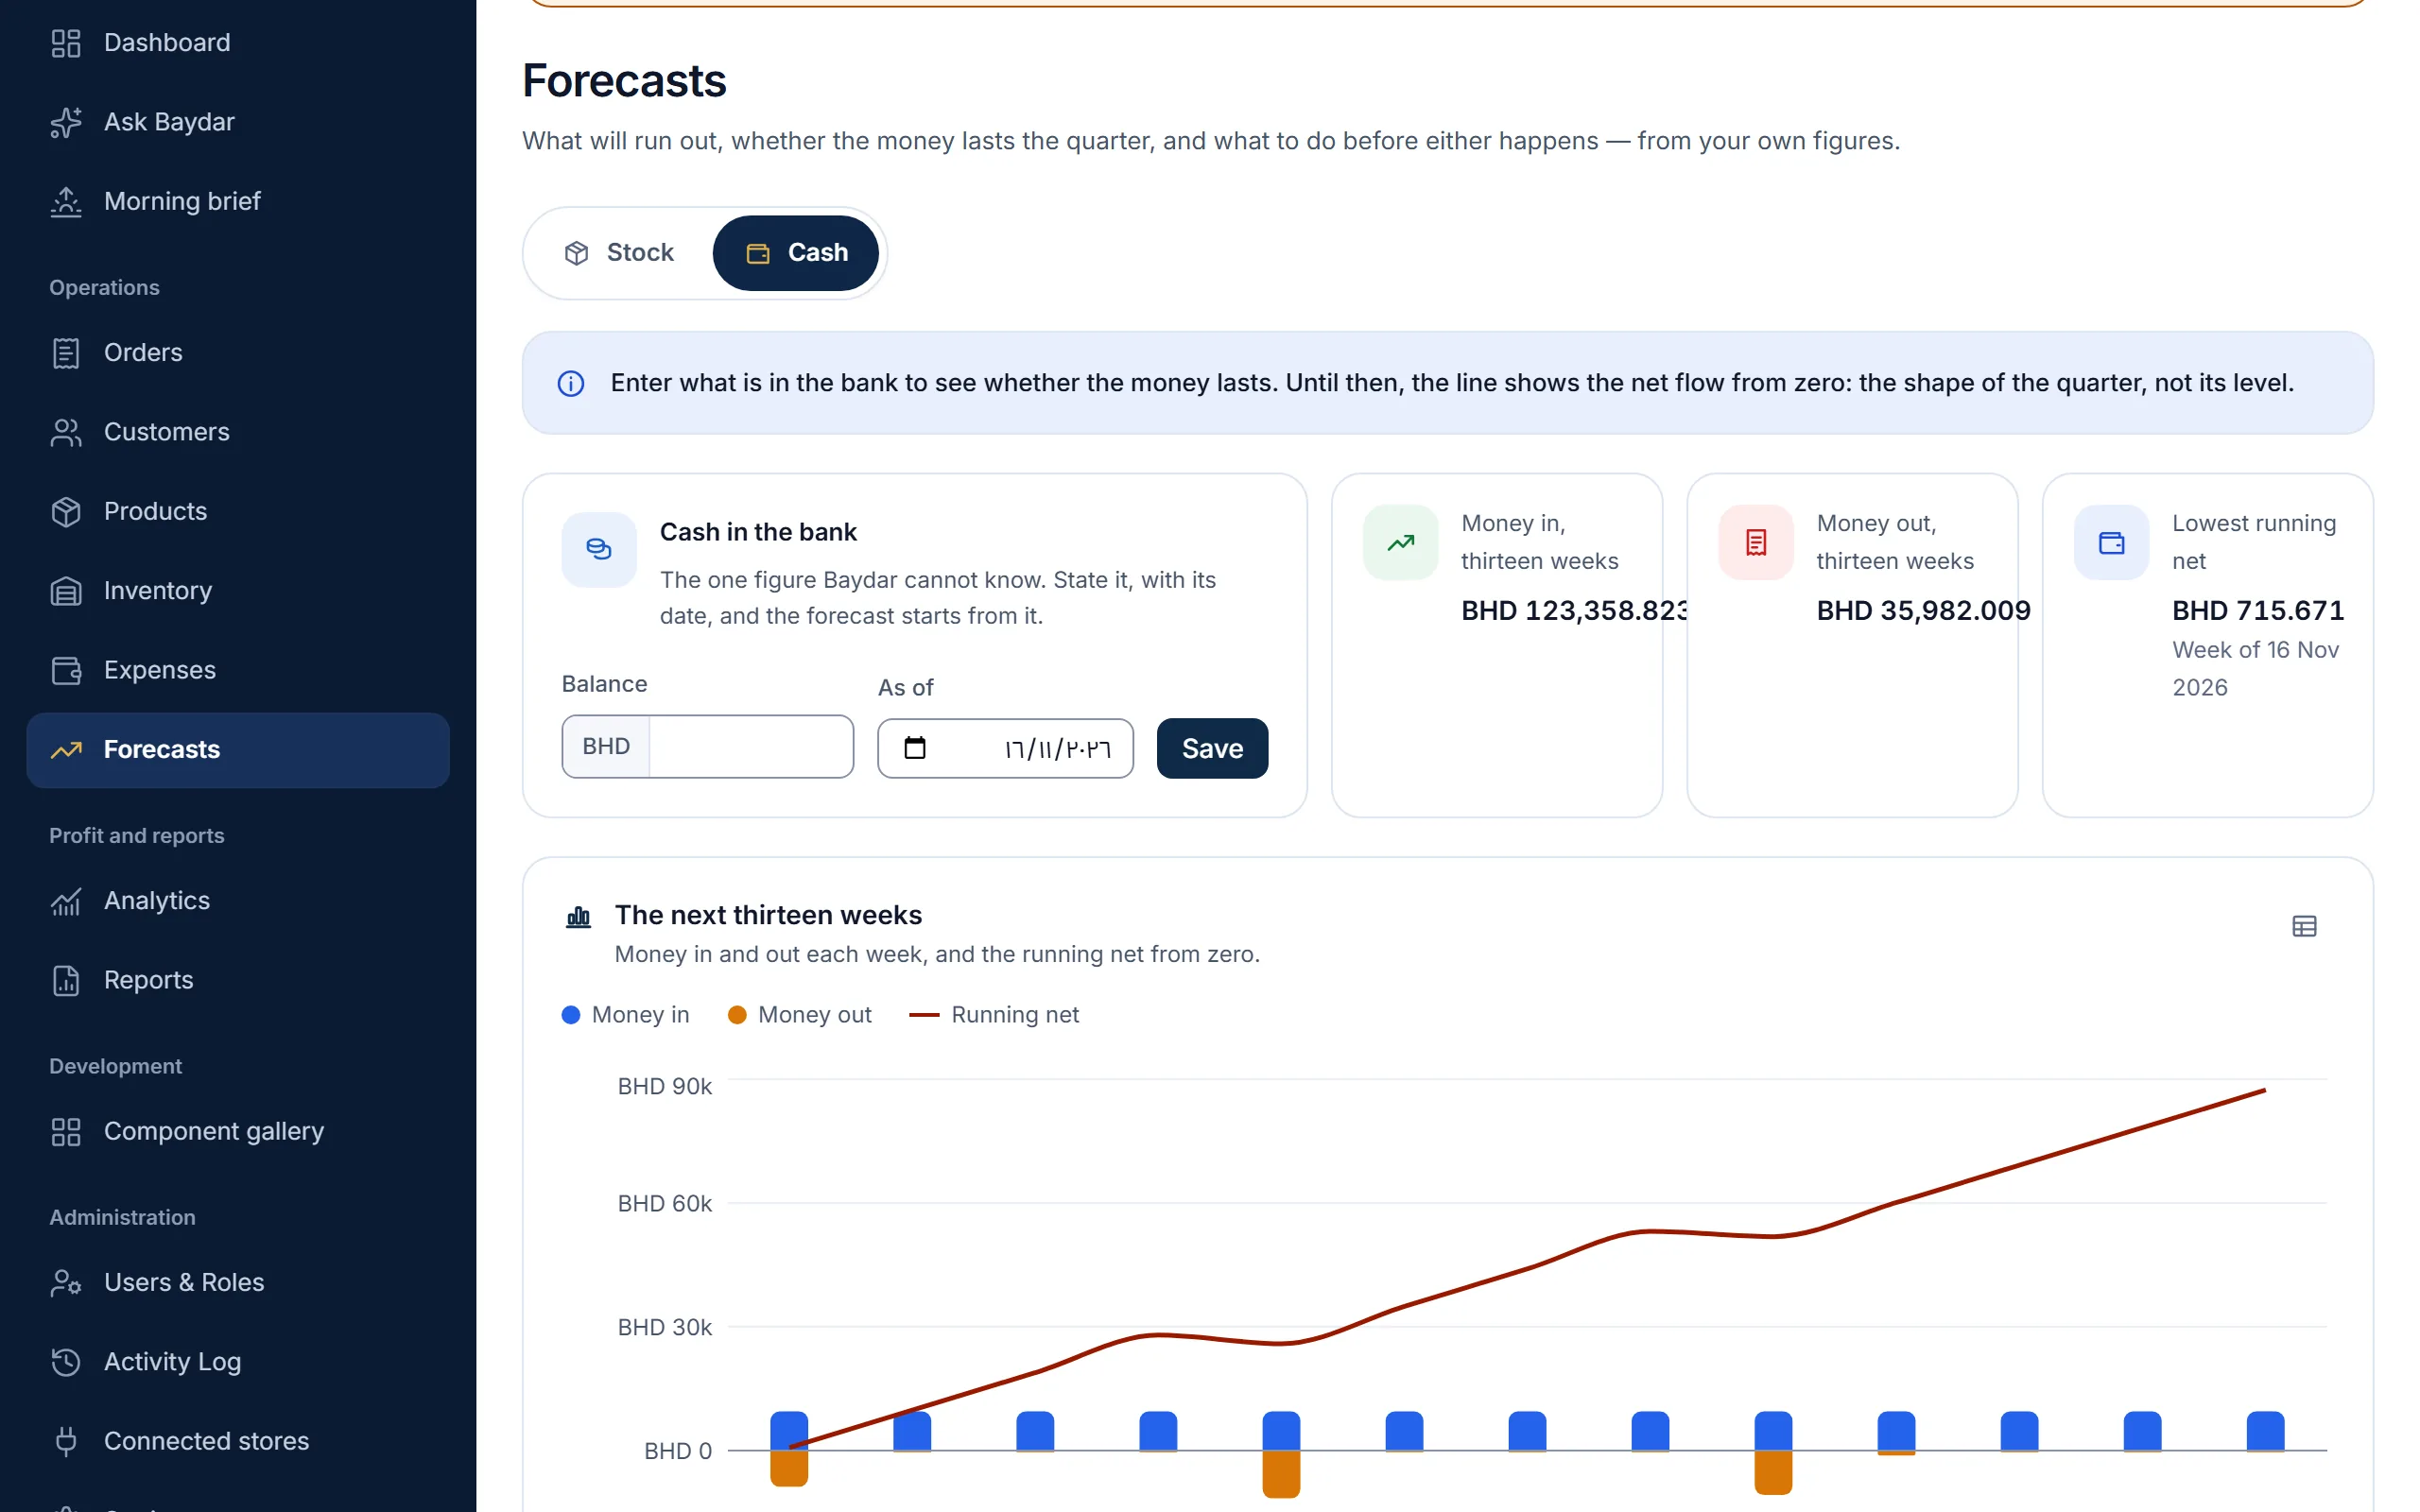 Dashboard
Ask Baydar
Morning brief
Operations
Orders
Customers
Products
Inventory
Expenses
Forecasts
Profit and reports
Analytics
Reports
Development
Component gallery
Administration
Users & Roles
Activity Log
Connected stores
Forecasts
What will run out, whether the money lasts the quarter, and what to do before either happens — from your own figures.
Stock
Cash
Enter what is in the bank to see whether the money lasts. Until then, the line shows the net flow from zero: the shape of the quarter, not its level.
Cash in the bank
The one figure Baydar cannot know. State it, with its
date, and the forecast starts from it.
Balance
As of
BHD
١٦/١١/٢٠٢٦
Save
Money in,
thirteen weeks
BHD 123,358.823
Money out,
thirteen weeks
BHD 35,982.009
Lowest running
net
BHD 715.671
Week of 16 Nov
2026
The next thirteen weeks
Money in and out each week, and the running net from zero.
Money in
Money out
Running net
BHD 90k
BHD 60k
BHD 30k
BHD 0